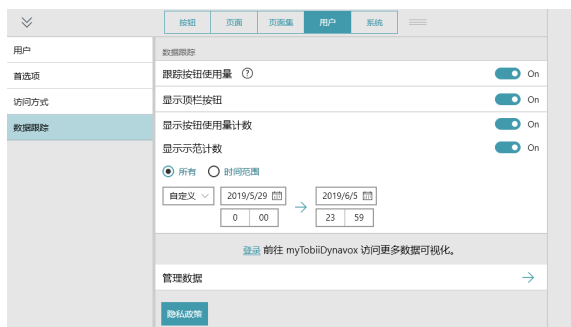 按钮 页面 页面集 用户 系统
用户
首选项
访问方式
数据跟踪
数据跟踪
跟踪按钮使用量 ? On
显示顶栏按钮 On
显示按钮使用量计数 On
显示示范计数 On
所有 时间范围
自定义 2019/5/29 2019/6/5
0 00 23 59
登录 前往 myTobiiDynavox 访问更多数据可视化。
管理数据
隐私政策